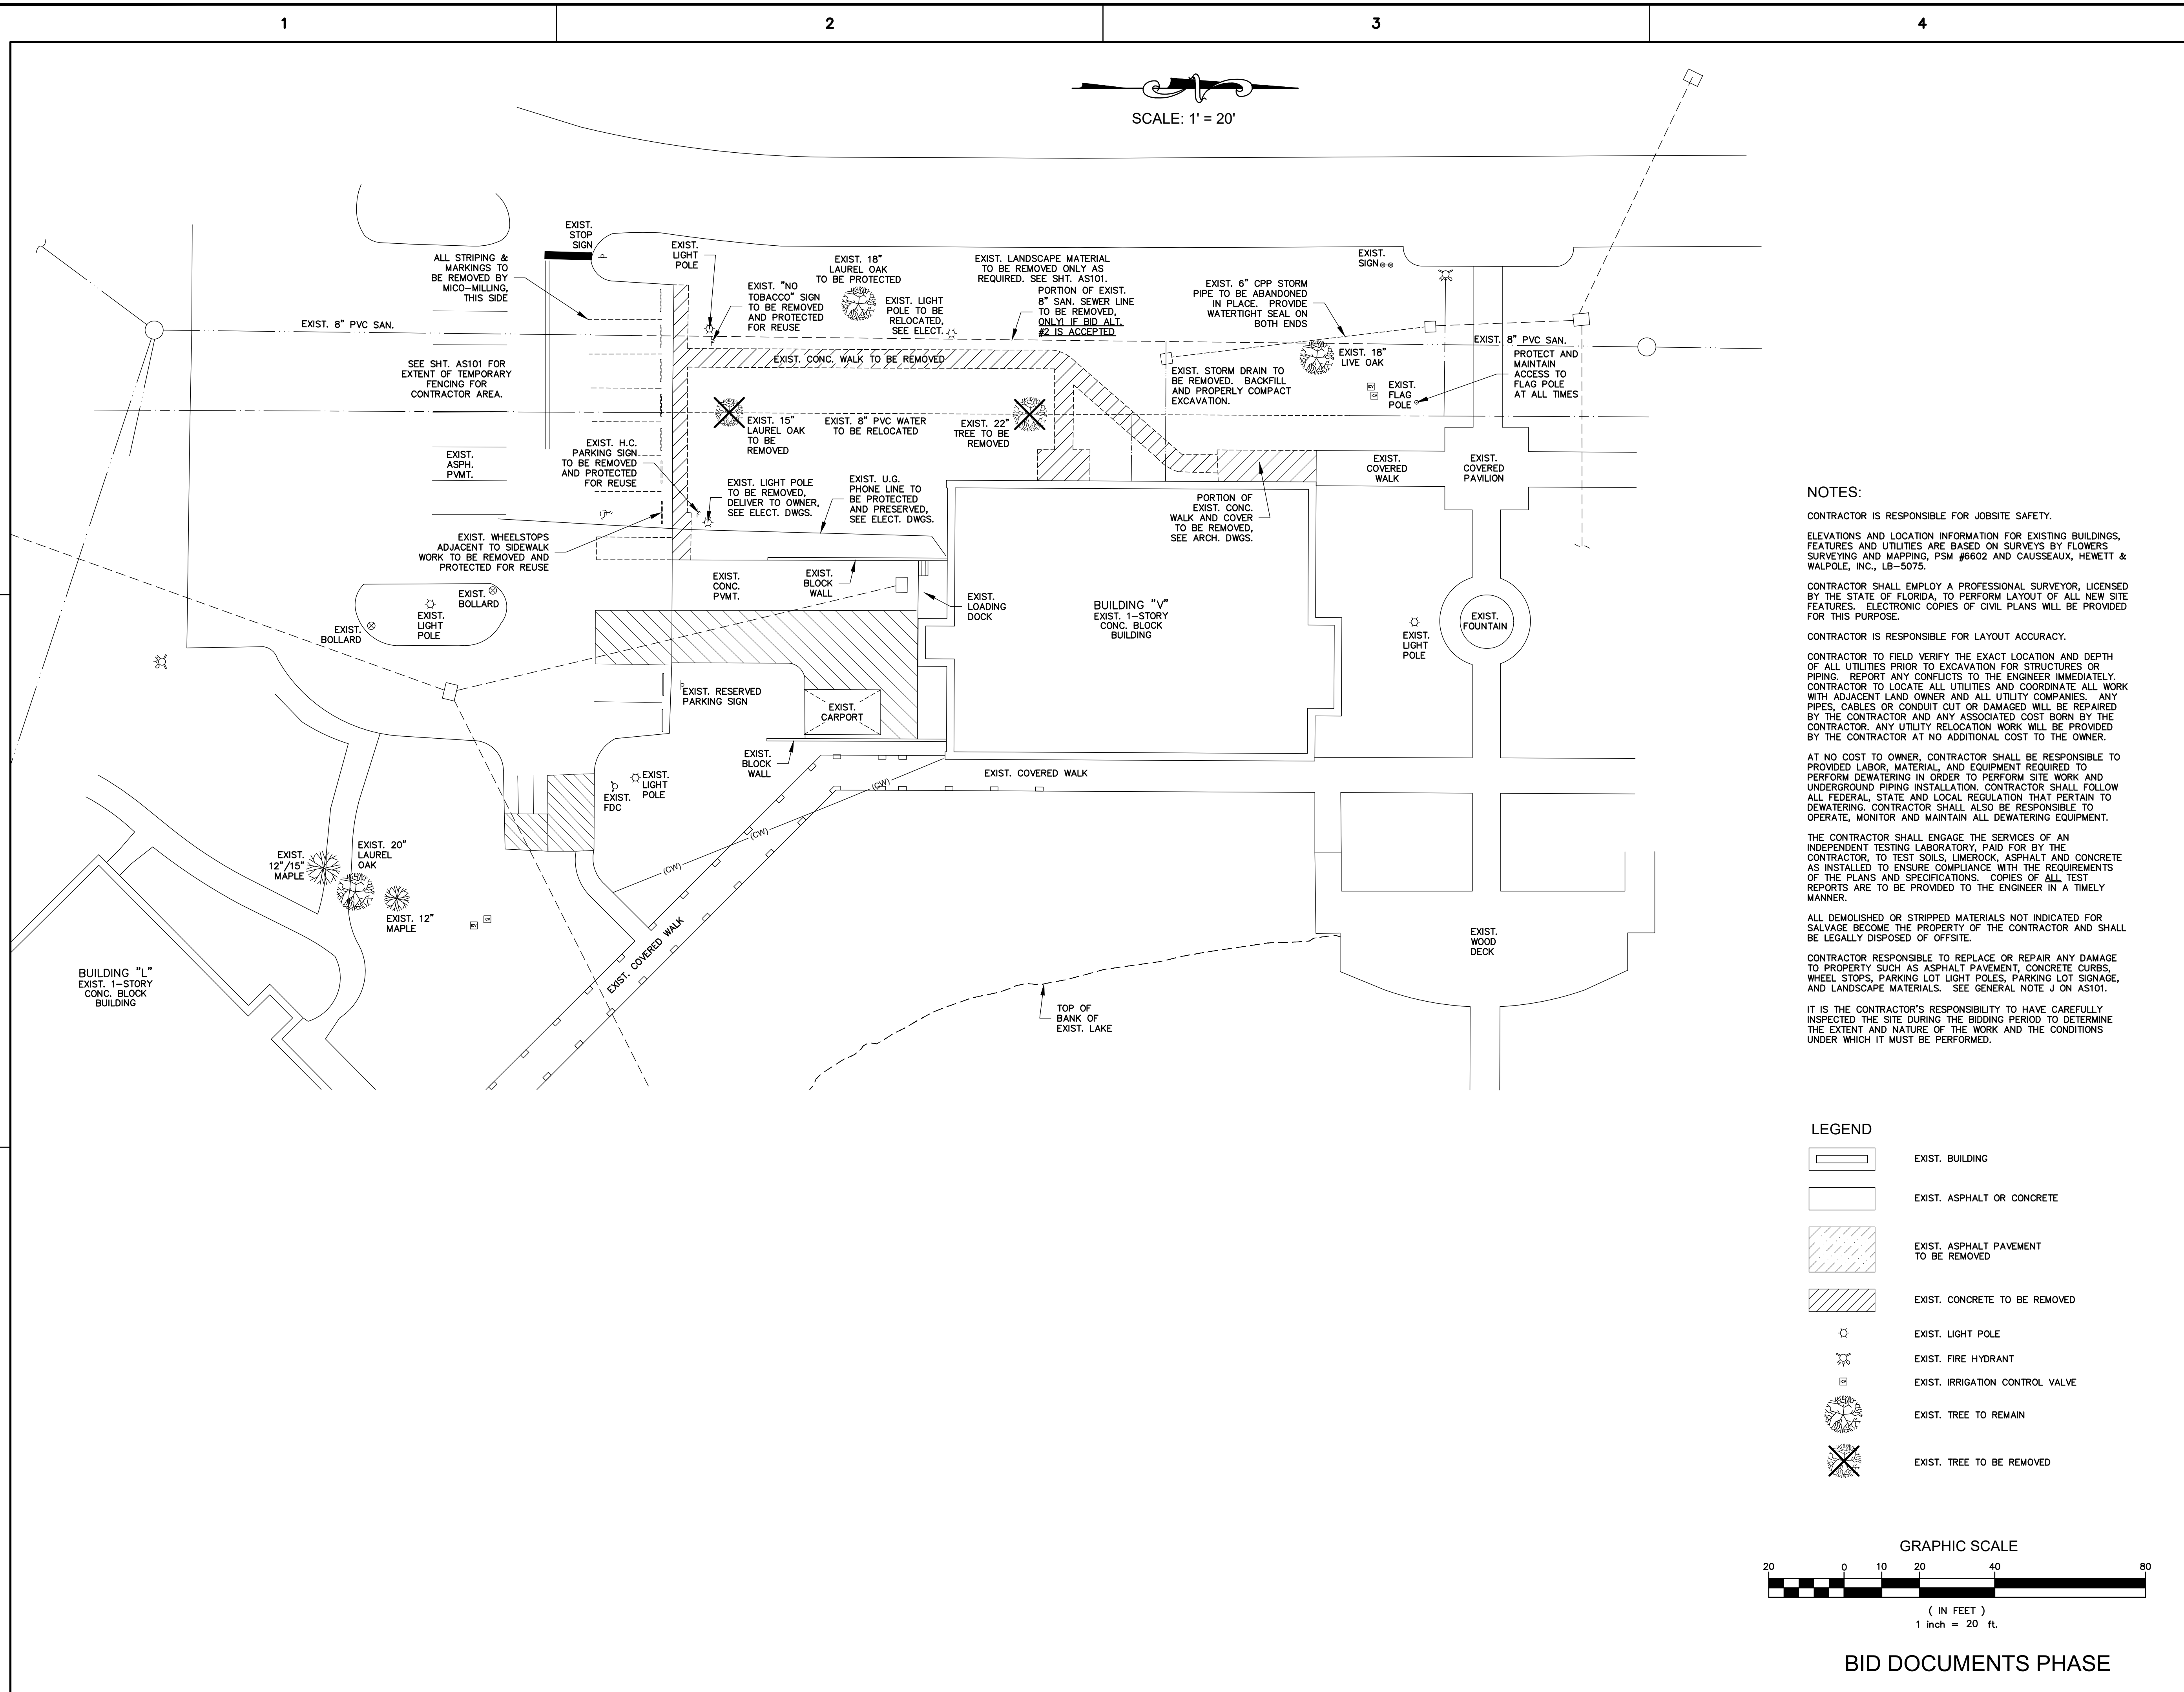 1
2
3
4
SCALE: 1' = 20'
EXIST.
STOP
SIGN
ALL STRIPING &
MARKINGS TO
BE REMOVED BY
MICO-MILLING,
THIS SIDE
EXIST.
LIGHT
POLE
EXIST. "NO
TOBACCO" SIGN
TO BE REMOVED
AND PROTECTED
FOR REUSE
EXIST. 18"
LAUREL OAK
TO BE PROTECTED
EXIST. LIGHT
POLE TO BE
RELOCATED,
SEE ELECT.
EXIST. LANDSCAPE MATERIAL
TO BE REMOVED ONLY AS
REQUIRED. SEE SHT. AS101.
PORTION OF EXIST.
8" SAN. SEWER LINE
TO BE REMOVED,
ONLY! IF BID ALT.
#2 IS ACCEPTED
EXIST. 6" CPP STORM
PIPE TO BE ABANDONED
IN PLACE. PROVIDE
WATERTIGHT SEAL ON
BOTH ENDS
EXIST.
SIGN
EXIST. 8" PVC SAN.
EXIST. 8" PVC SAN.
SEE SHT. AS101 FOR
EXTENT OF TEMPORARY
FENCING FOR
CONTRACTOR AREA.
EXIST. CONC. WALK TO BE REMOVED
EXIST. STORM DRAIN TO
BE REMOVED. BACKFILL
AND PROPERLY COMPACT
EXCAVATION.
EXIST. 18"
LIVE OAK
EXIST.
FLAG
POLE
PROTECT AND
MAINTAIN
ACCESS TO
FLAG POLE
AT ALL TIMES
EXIST. 15"
LAUREL OAK
TO BE
REMOVED
EXIST. 8" PVC WATER
TO BE RELOCATED
EXIST. 22"
TREE TO BE
REMOVED
EXIST.
ASPH.
PVMT.
EXIST. H.C.
PARKING SIGN
TO BE REMOVED
AND PROTECTED
FOR REUSE
EXIST. LIGHT POLE
TO BE REMOVED,
DELIVER TO OWNER,
SEE ELECT. DWGS.
EXIST. U.G.
PHONE LINE TO
BE PROTECTED
AND PRESERVED,
SEE ELECT. DWGS.
PORTION OF
EXIST. CONC.
WALK AND COVER
TO BE REMOVED,
SEE ARCH. DWGS.
EXIST.
COVERED
WALK
EXIST.
COVERED
PAVILION
EXIST. WHEELSTOPS
ADJACENT TO SIDEWALK
WORK TO BE REMOVED AND
PROTECTED FOR REUSE
EXIST.
CONC.
PVMT.
EXIST.
BLOCK
WALL
EXIST.
LOADING
DOCK
BUILDING "V"
EXIST. 1-STORY
CONC. BLOCK
BUILDING
EXIST.
BOLLARD
EXIST.
LIGHT
POLE
EXIST.
BOLLARD
EXIST.
LIGHT
POLE
EXIST.
FOUNTAIN
EXIST. RESERVED
PARKING SIGN
EXIST.
CARPORT
EXIST.
BLOCK
WALL
EXIST. COVERED WALK
(CW)
(CW)
(CW)
EXIST.
LIGHT
POLE
EXIST.
FDC
EXIST.
12"/15"
MAPLE
EXIST. 20"
LAUREL
OAK
EXIST. 12"
MAPLE
EXIST. COVERED WALK
BUILDING "L"
EXIST. 1-STORY
CONC. BLOCK
BUILDING
TOP OF
BANK OF
EXIST. LAKE
EXIST.
WOOD
DECK
NOTES:
CONTRACTOR IS RESPONSIBLE FOR JOBSITE SAFETY.
ELEVATIONS AND LOCATION INFORMATION FOR EXISTING BUILDINGS,
FEATURES AND UTILITIES ARE BASED ON SURVEYS BY FLOWERS
SURVEYING AND MAPPING, PSM #6602 AND CAUSSEAUX, HEWETT &
WALPOLE, INC., LB-5075.
CONTRACTOR SHALL EMPLOY A PROFESSIONAL SURVEYOR, LICENSED
BY THE STATE OF FLORIDA, TO PERFORM LAYOUT OF ALL NEW SITE
FEATURES. ELECTRONIC COPIES OF CIVIL PLANS WILL BE PROVIDED
FOR THIS PURPOSE.
CONTRACTOR IS RESPONSIBLE FOR LAYOUT ACCURACY.
CONTRACTOR TO FIELD VERIFY THE EXACT LOCATION AND DEPTH
OF ALL UTILITIES PRIOR TO EXCAVATION FOR STRUCTURES OR
PIPING. REPORT ANY CONFLICTS TO THE ENGINEER IMMEDIATELY.
CONTRACTOR TO LOCATE ALL UTILITIES AND COORDINATE ALL WORK
WITH ADJACENT LAND OWNER AND ALL UTILITY COMPANIES. ANY
PIPES, CABLES OR CONDUIT CUT OR DAMAGED WILL BE REPAIRED
BY THE CONTRACTOR AND ANY ASSOCIATED COST BORN BY THE
CONTRACTOR. ANY UTILITY RELOCATION WORK WILL BE PROVIDED
BY THE CONTRACTOR AT NO ADDITIONAL COST TO THE OWNER.
AT NO COST TO OWNER, CONTRACTOR SHALL BE RESPONSIBLE TO
PROVIDED LABOR, MATERIAL, AND EQUIPMENT REQUIRED TO
PERFORM DEWATERING IN ORDER TO PERFORM SITE WORK AND
UNDERGROUND PIPING INSTALLATION. CONTRACTOR SHALL FOLLOW
ALL FEDERAL, STATE AND LOCAL REGULATION THAT PERTAIN TO
DEWATERING. CONTRACTOR SHALL ALSO BE RESPONSIBLE TO
OPERATE, MONITOR AND MAINTAIN ALL DEWATERING EQUIPMENT.
THE CONTRACTOR SHALL ENGAGE THE SERVICES OF AN
INDEPENDENT TESTING LABORATORY, PAID FOR BY THE
CONTRACTOR, TO TEST SOILS, LIMEROCK, ASPHALT AND CONCRETE
AS INSTALLED TO ENSURE COMPLIANCE WITH THE REQUIREMENTS
OF THE PLANS AND SPECIFICATIONS. COPIES OF ALL TEST
REPORTS ARE TO BE PROVIDED TO THE ENGINEER IN A TIMELY
MANNER.
ALL DEMOLISHED OR STRIPPED MATERIALS NOT INDICATED FOR
SALVAGE BECOME THE PROPERTY OF THE CONTRACTOR AND SHALL
BE LEGALLY DISPOSED OF OFFSITE.
CONTRACTOR RESPONSIBLE TO REPLACE OR REPAIR ANY DAMAGE
TO PROPERTY SUCH AS ASPHALT PAVEMENT, CONCRETE CURBS,
WHEEL STOPS, PARKING LOT LIGHT POLES, PARKING LOT SIGNAGE,
AND LANDSCAPE MATERIALS. SEE GENERAL NOTE J ON AS101.
IT IS THE CONTRACTOR'S RESPONSIBILITY TO HAVE CAREFULLY
INSPECTED THE SITE DURING THE BIDDING PERIOD TO DETERMINE
THE EXTENT AND NATURE OF THE WORK AND THE CONDITIONS
UNDER WHICH IT MUST BE PERFORMED.
LEGEND
EXIST. BUILDING
EXIST. ASPHALT OR CONCRETE
EXIST. ASPHALT PAVEMENT
TO BE REMOVED
EXIST. CONCRETE TO BE REMOVED
EXIST. LIGHT POLE
EXIST. FIRE HYDRANT
EXIST. IRRIGATION CONTROL VALVE
EXIST. TREE TO REMAIN
EXIST. TREE TO BE REMOVED
GRAPHIC SCALE
20 0 10 20 40 80
( IN FEET )
1 inch = 20 ft.
BID DOCUMENTS PHASE